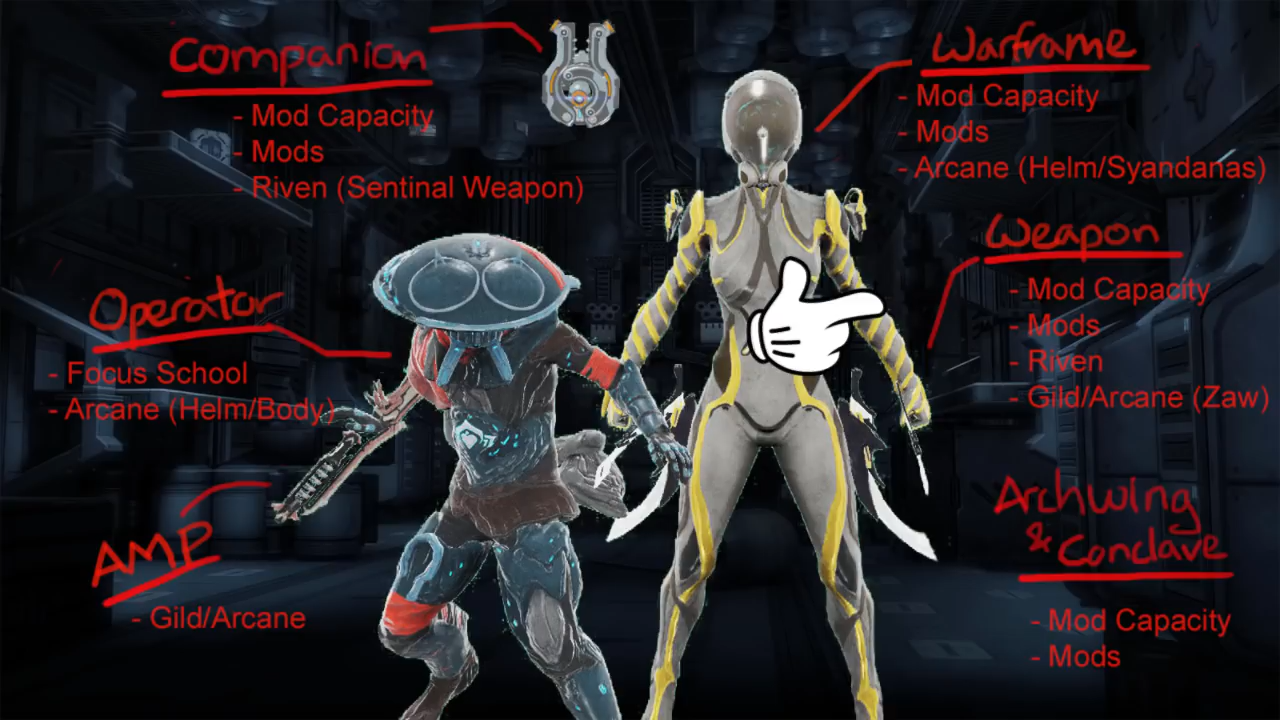 Companion
- Mod Capacity
- Mods
- Riven (Sentinal Weapon)
Warframe
- Mod Capacity
- Mods
- Arcane (Helm/Syandanas)
Weapon
- Mod Capacity
- Mods
- Riven
- Gild/Arcane (Zaw)
Operator
- Focus School
- Arcane (Helm/Body)
AMP
- Gild/Arcane
Archwing
& Conclave
- Mod Capacity
- Mods